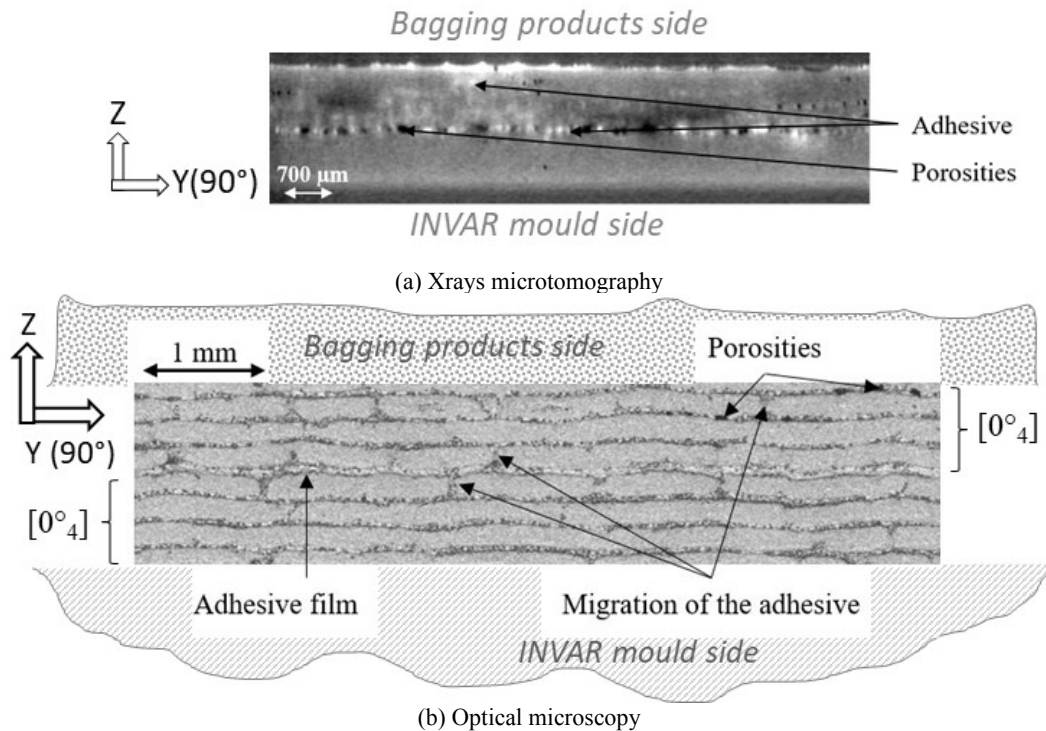 Bagging products side
Z
Adhesive
Porosities
Y(90°)
700 µm
INVAR mould side
(a) Xrays microtomography
Z
1 mm
Bagging products side
Porosities
Y (90°)
[0°₄]
[0°₄]
Adhesive film
Migration of the adhesive
INVAR mould side
(b) Optical microscopy